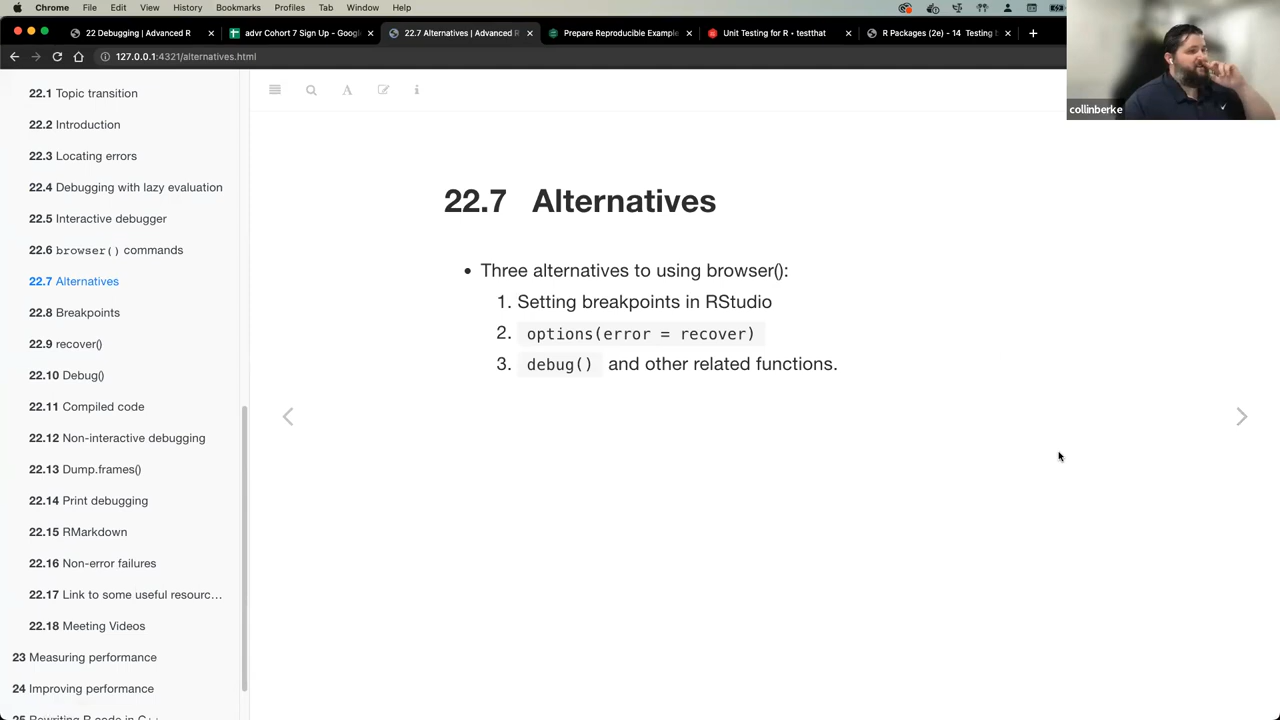 Chrome File Edit View History Bookmarks Profiles Tab Window Help
22 Debugging | Advanced R
advr Cohort 7 Sign Up - Googl
22.7 Alternatives | Advanced R
Prepare Reproducible Example
Unit Testing for R • testthat
R Packages (2e) - 14 Testing b
127.0.0.1:4321/alternatives.html
collinberke
22.1 Topic transition
22.2 Introduction
22.3 Locating errors
22.4 Debugging with lazy evaluation
22.5 Interactive debugger
22.6 browser() commands
22.7 Alternatives
22.8 Breakpoints
22.9 recover()
22.10 Debug()
22.11 Compiled code
22.12 Non-interactive debugging
22.13 Dump.frames()
22.14 Print debugging
22.15 RMarkdown
22.16 Non-error failures
22.17 Link to some useful resourc…
22.18 Meeting Videos
23 Measuring performance
24 Improving performance
25 Rewriting R code in C++
22.7 Alternatives
• Three alternatives to using browser():
1. Setting breakpoints in RStudio
2. options(error = recover)
3. debug() and other related functions.